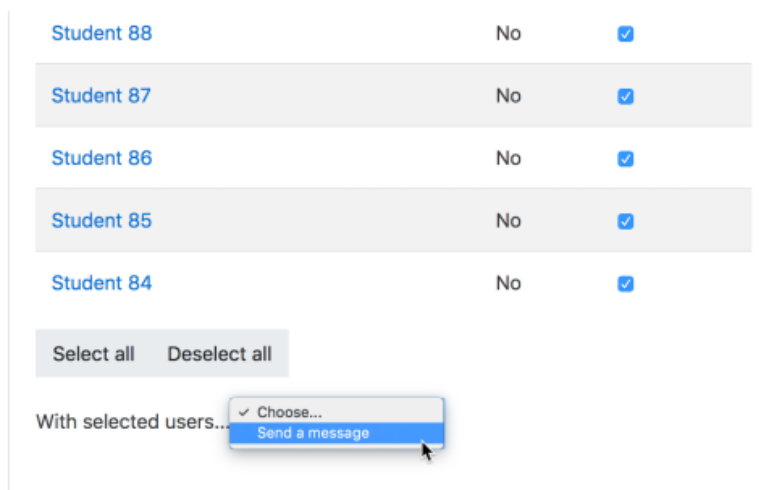 Student 88 No
Student 87 No
Student 86 No
Student 85 No
Student 84 No
Select all Deselect all
With selected users... Choose...
Send a message